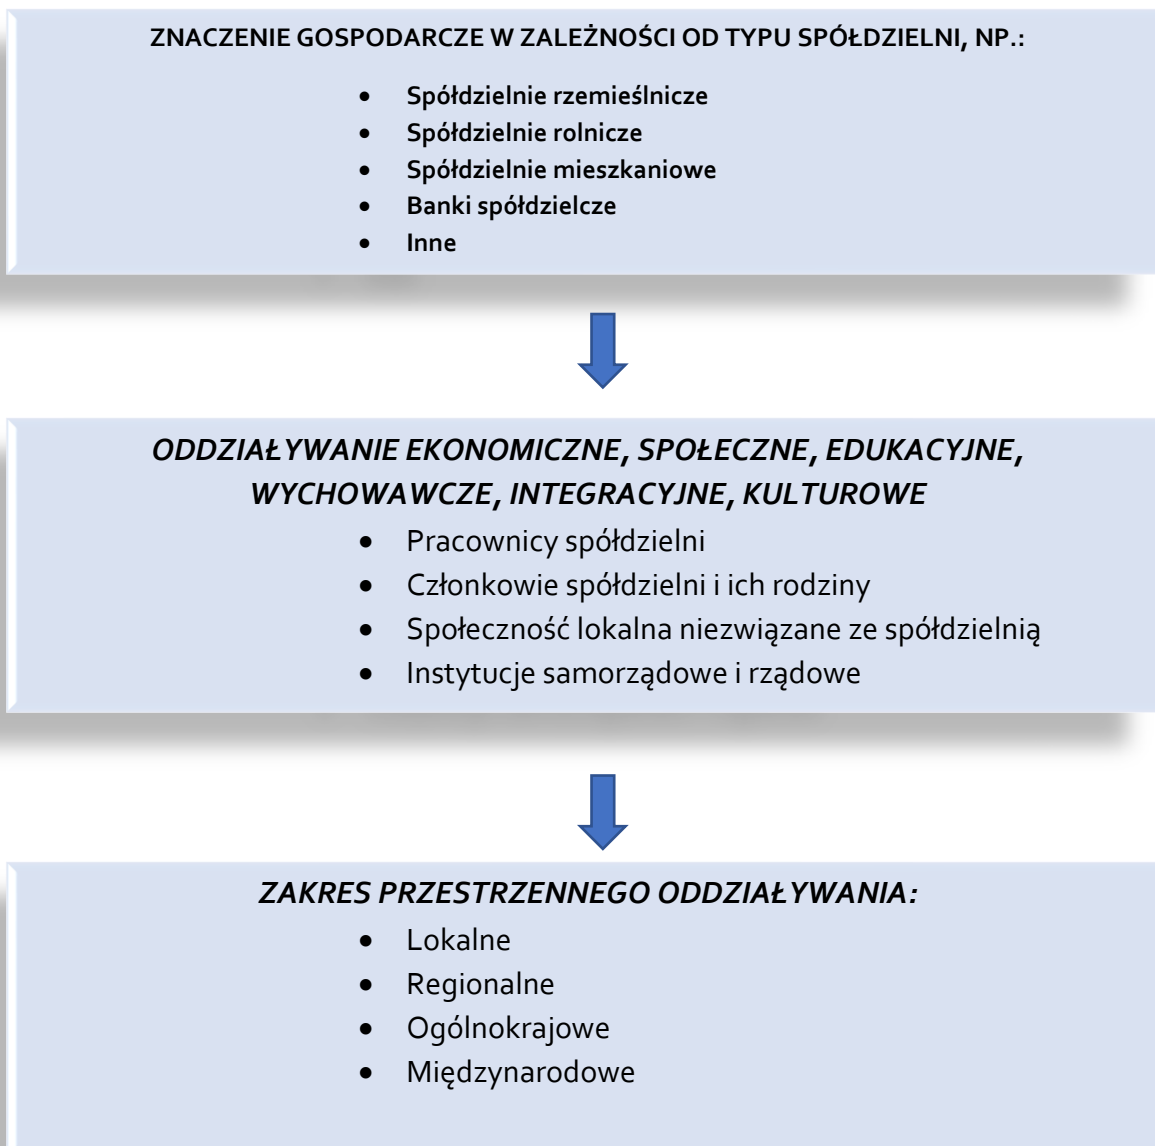 ZNACZENIE GOSPODARCZE W ZALEŻNOŚCI OD TYPU SPÓŁDZIELNI, NP.:
• Spółdzielnie rzemieślnicze
• Spółdzielnie rolnicze
• Spółdzielnie mieszkaniowe
• Banki spółdzielcze
• Inne
ODDZIAŁYWANIE EKONOMICZNE, SPOŁECZNE, EDUKACYJNE,
WYCHOWAWCZE, INTEGRACYJNE, KULTUROWE
• Pracownicy spółdzielni
• Członkowie spółdzielni i ich rodziny
• Społeczność lokalna niezwiązane ze spółdzielnią
• Instytucje samorządowe i rządowe
ZAKRES PRZESTRZENNEGO ODDZIAŁYWANIA:
• Lokalne
• Regionalne
• Ogólnokrajowe
• Międzynarodowe